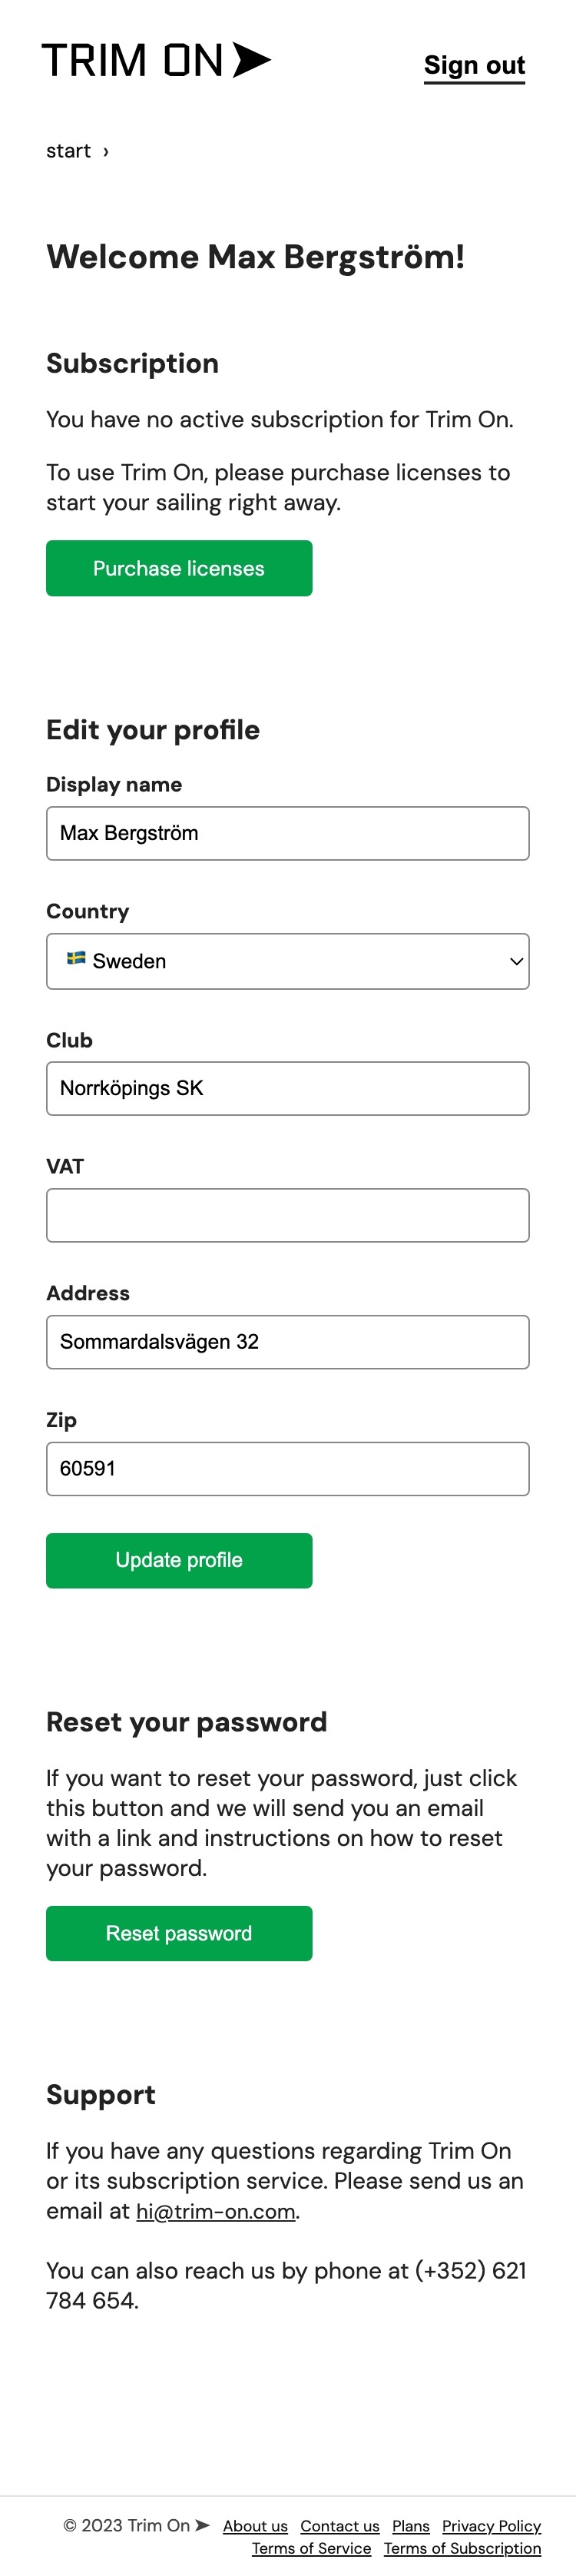 TRIM ON
Sign out
start ›
Welcome Max Bergström!
Subscription
You have no active subscription for Trim On.
To use Trim On, please purchase licenses to
start your sailing right away.
Purchase licenses
Edit your profile
Display name
Max Bergström
Country
🇸🇪 Sweden
Club
Norrköpings SK
VAT
Address
Sommardalsvägen 32
Zip
60591
Update profile
Reset your password
If you want to reset your password, just click
this button and we will send you an email
with a link and instructions on how to reset
your password.
Reset password
Support
If you have any questions regarding Trim On
or its subscription service. Please send us an
email at hi@trim-on.com.
You can also reach us by phone at (+352) 621
784 654.
© 2023 Trim On ➤ About us Contact us Plans Privacy Policy
Terms of Service Terms of Subscription